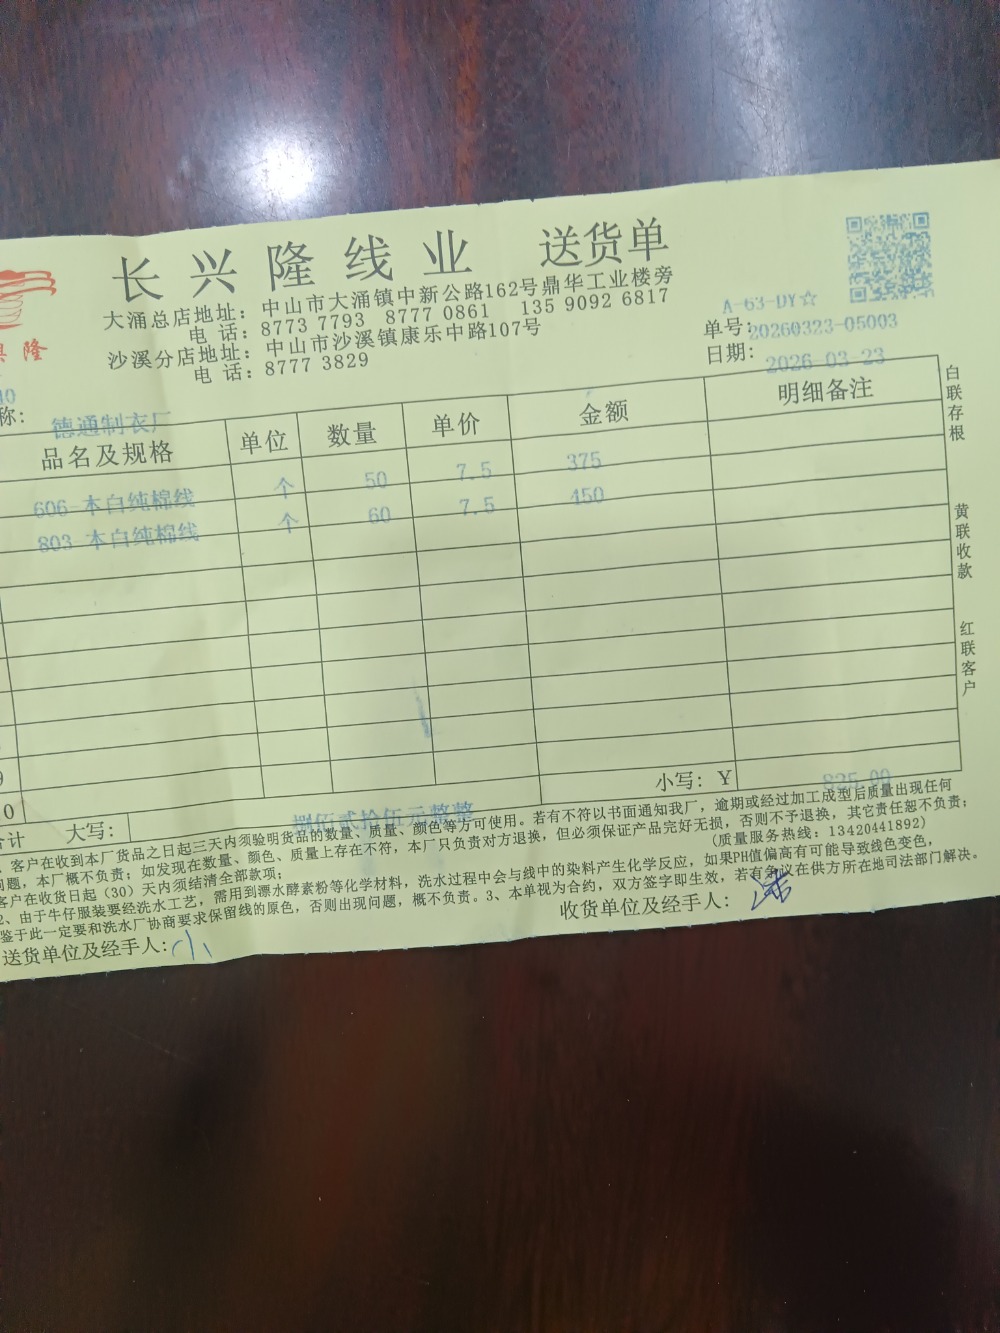 长兴隆线业 送货单
大涌总店地址：中山市大涌镇中新公路162号鼎华工业楼旁
电 话：8773 7793 8777 0861 135 9092 6817
沙溪分店地址：中山市沙溪镇康乐中路107号
电 话：8777 3829
隆
A-63-DY☆
单号：20260323-05003
日期：2026-03-23
称： 德通制衣厂
品名及规格 单位 数量 单价 金额 明细备注
606-本白纯棉线 个 50 7.5 375
803-本白纯棉线 个 60 7.5 450
小写：￥ 825.00
合计 大写： 捌佰贰拾伍元整整
、客户在收到本厂货品之日起三天内须验明货品的数量、质量、颜色等方可使用。若有不符以书面通知我厂，逾期或经过加工成型后质量出现任何
问题，本厂概不负责；如发现在数量、颜色、质量上存在不符，本厂只负责对方退换，但必须保证产品完好无损，否则不予退换，其它责任恕不负责；
客户在收货日起（30）天内须结清全部款项； （质量服务热线：13420441892）
2、由于牛仔服装要经洗水工艺，需用到漂水酵素粉等化学材料，洗水过程中会与线中的染料产生化学反应，如果PH值偏高有可能导致线色变色，
鉴于此一定要和洗水厂协商要求保留线的原色，否则出现问题，概不负责。3、本单视为合约，双方签字即生效，若有争议在供方所在地司法部门解决。
送货单位及经手人： 收货单位及经手人：
白联存根
黄联收款
红联客户